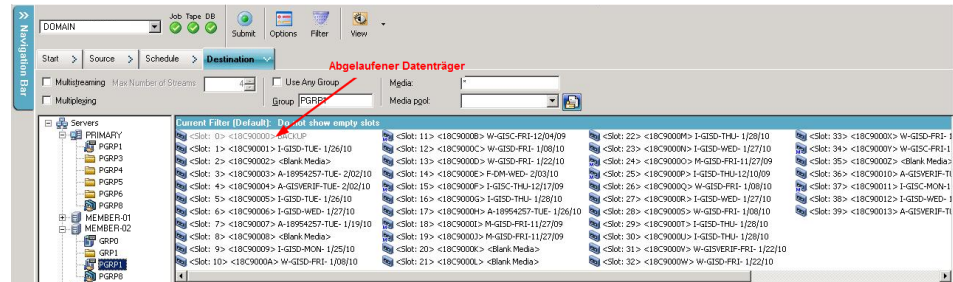 Navigation Bar
DOMAIN
Job Tape DB
Submit Options Filter View
Start > Source > Schedule > Destination
Abgelaufener Datenträger
Multistreaming Max Number of Streams 4 Use Any Group Media: *
Multiplexing Group PGRP1 Media pool:
Servers
PRIMARY
PGRP1
PGRP3
PGRP4
PGRP5
PGRP6
PGRP8
MEMBER-01
MEMBER-02
GRP0
GRP1
PGRP1
PGRP8
Current Filter (Default): Do not show empty slots
<Slot: 0> <18C90000> BACKUP
<Slot: 1> <18C90001> I-GISD-TUE- 1/26/10
<Slot: 2> <18C90002> <Blank Media>
<Slot: 3> <18C90003> A-18954257-TUE- 2/02/10
<Slot: 4> <18C90004> A-GISVERIF-TUE- 2/02/10
<Slot: 5> <18C90005> I-GISD-TUE- 1/26/10
<Slot: 6> <18C90006> I-GISD-WED- 1/27/10
<Slot: 7> <18C90007> A-18954257-TUE- 1/19/10
<Slot: 8> <18C90008> <Blank Media>
<Slot: 9> <18C90009> I-GISD-MON- 1/25/10
<Slot: 10> <18C9000A> W-GISD-FRI- 1/08/10
<Slot: 11> <18C9000B> W-GISC-FRI-12/04/09
<Slot: 12> <18C9000C> W-GISD-FRI- 1/08/10
<Slot: 13> <18C9000D> W-GISD-FRI- 1/22/10
<Slot: 14> <18C9000E> F-DM-WED- 2/03/10
<Slot: 15> <18C9000F> I-GISC-THU-12/17/09
<Slot: 16> <18C9000G> I-GISD-THU- 1/28/10
<Slot: 17> <18C9000H> A-18954257-TUE- 1/26/10
<Slot: 18> <18C9000I> M-GISD-FRI-11/27/09
<Slot: 19> <18C9000J> M-GISD-FRI-11/27/09
<Slot: 20> <18C9000K> <Blank Media>
<Slot: 21> <18C9000L> <Blank Media>
<Slot: 22> <18C9000M> I-GISD-THU- 1/28/10
<Slot: 23> <18C9000N> I-GISD-WED- 1/27/10
<Slot: 24> <18C9000O> M-GISD-FRI-11/27/09
<Slot: 25> <18C9000P> I-GISD-THU-12/10/09
<Slot: 26> <18C9000Q> W-GISD-FRI- 1/08/10
<Slot: 27> <18C9000R> I-GISD-WED- 1/27/10
<Slot: 28> <18C9000S> W-GISD-FRI- 1/08/10
<Slot: 29> <18C9000T> I-GISD-THU- 1/28/10
<Slot: 30> <18C9000U> I-GISD-THU- 1/28/10
<Slot: 31> <18C9000V> W-GISVERIF-FRI- 1/22/10
<Slot: 32> <18C9000W> W-GISD-FRI- 1/22/10
<Slot: 33> <18C9000X> W-GISD-FRI- 1
<Slot: 34> <18C9000Y> W-GISC-FRI-1
<Slot: 35> <18C9000Z> <Blank Media>
<Slot: 36> <18C90010> A-GISVERIF-TU
<Slot: 37> <18C90011> I-GISC-MON-1
<Slot: 38> <18C90012> I-GISD-WED- 1
<Slot: 39> <18C90013> A-GISVERIF-TU